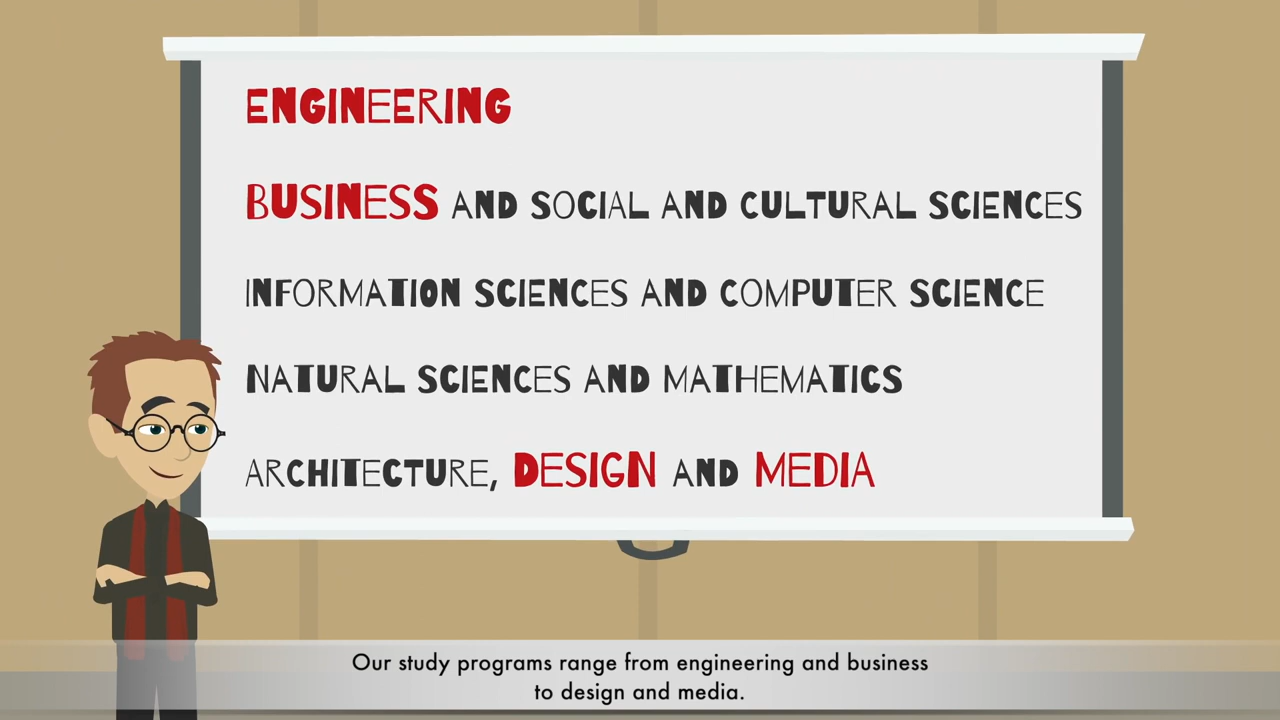 ENGINEERING
BUSINESS AND SOCIAL AND CULTURAL SCIENCES
INFORMATION SCIENCES AND COMPUTER SCIENCE
NATURAL SCIENCES AND MATHEMATICS
ARCHITECTURE, DESIGN AND MEDIA
Our study programs range from engineering and business
to design and media.